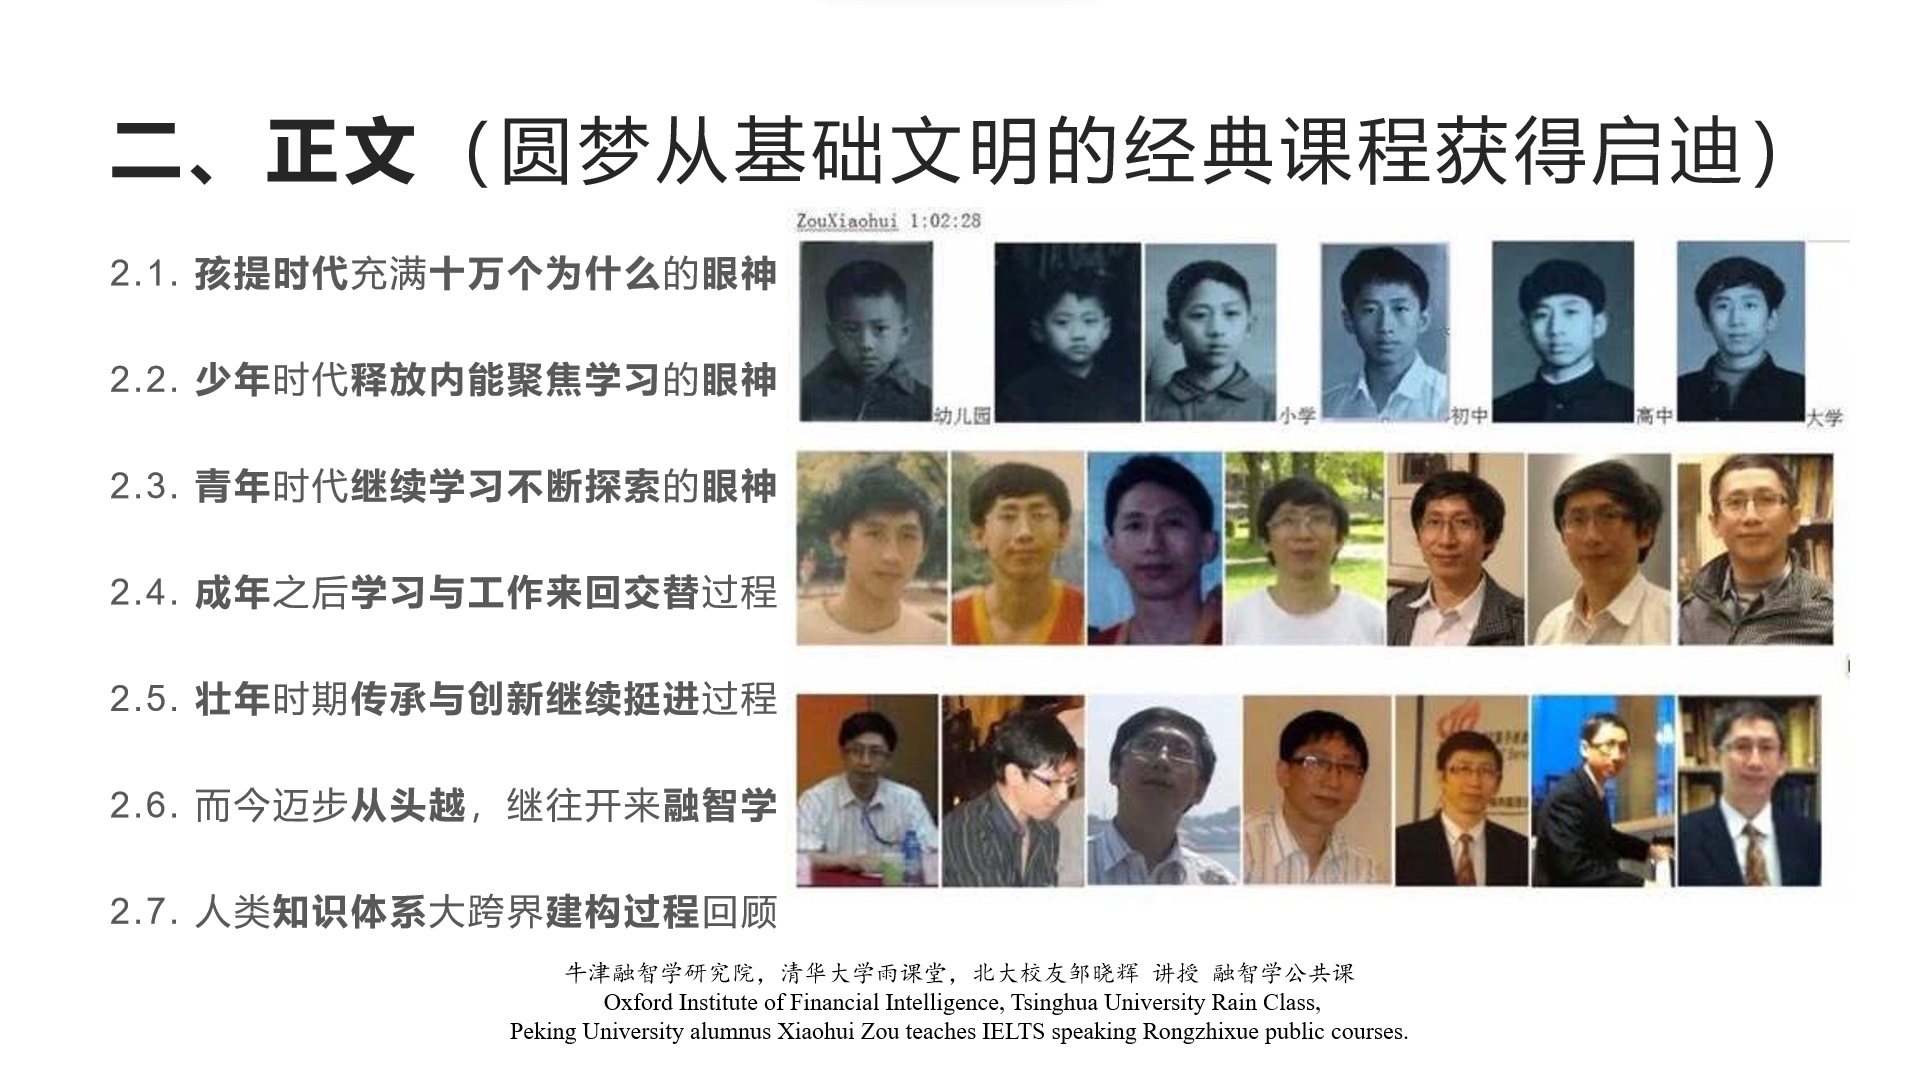 二、正文（圆梦从基础文明的经典课程获得启迪）
ZouXiaohui 1:02:28
2.1. 孩提时代充满十万个为什么的眼神
2.2. 少年时代释放内能聚焦学习的眼神
2.3. 青年时代继续学习不断探索的眼神
2.4. 成年之后学习与工作来回交替过程
2.5. 壮年时期传承与创新继续挺进过程
2.6. 而今迈步从头越，继往开来融智学
2.7. 人类知识体系大跨界建构过程回顾
幼儿园 小学 初中 高中 大学
牛津融智学研究院，清华大学雨课堂，北大校友邹晓辉 讲授 融智学公共课
Oxford Institute of Financial Intelligence, Tsinghua University Rain Class,
Peking University alumnus Xiaohui Zou teaches IELTS speaking Rongzhixue public courses.